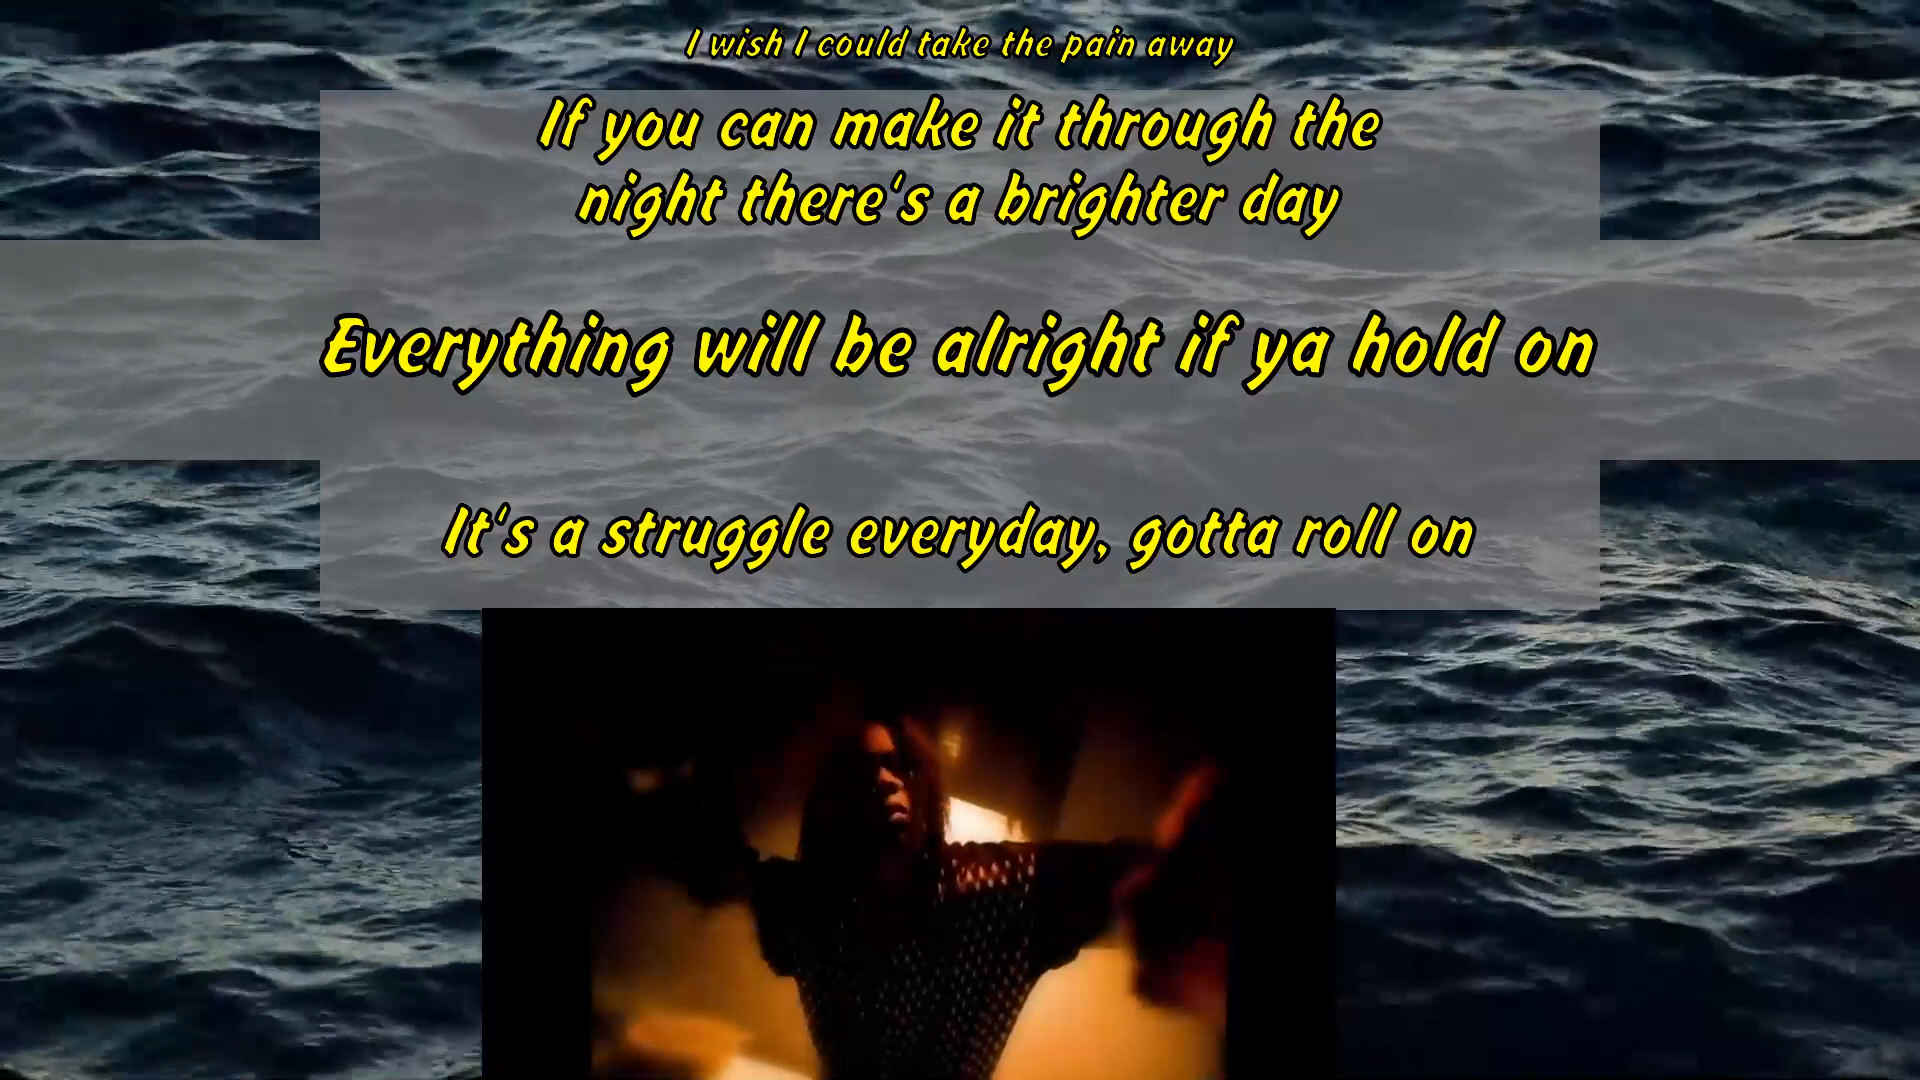 I wish I could take the pain away
If you can make it through the
night there's a brighter day
Everything will be alright if ya hold on
It's a struggle everyday, gotta roll on